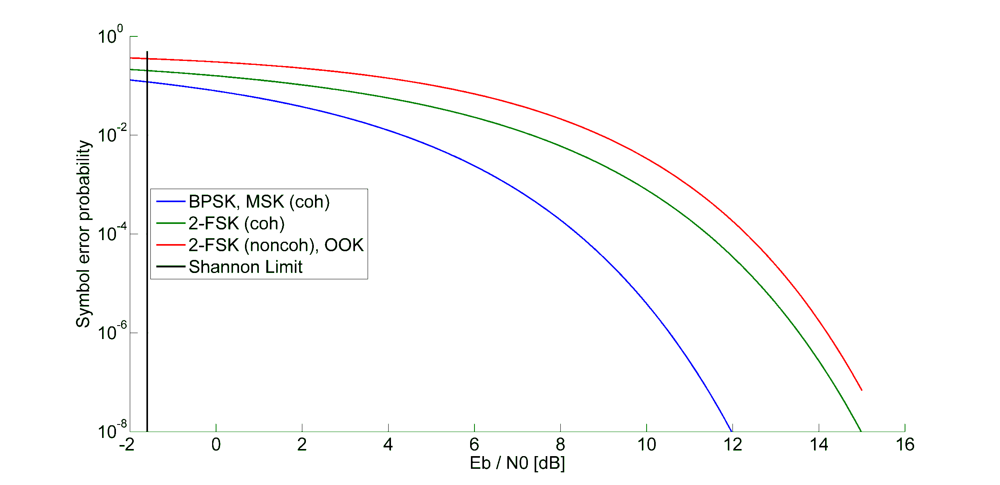 10^0
10^-2
10^-4
10^-6
10^-8
Symbol error probability
BPSK, MSK (coh)
2-FSK (coh)
2-FSK (noncoh), OOK
Shannon Limit
-2 0 2 4 6 8 10 12 14 16
Eb / N0 [dB]